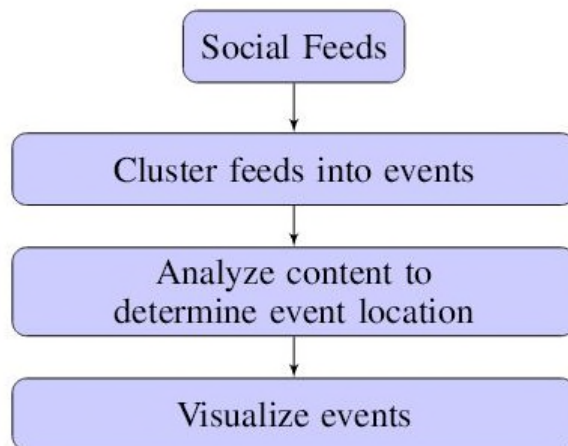 Social Feeds
Cluster feeds into events
Analyze content to
determine event location
Visualize events